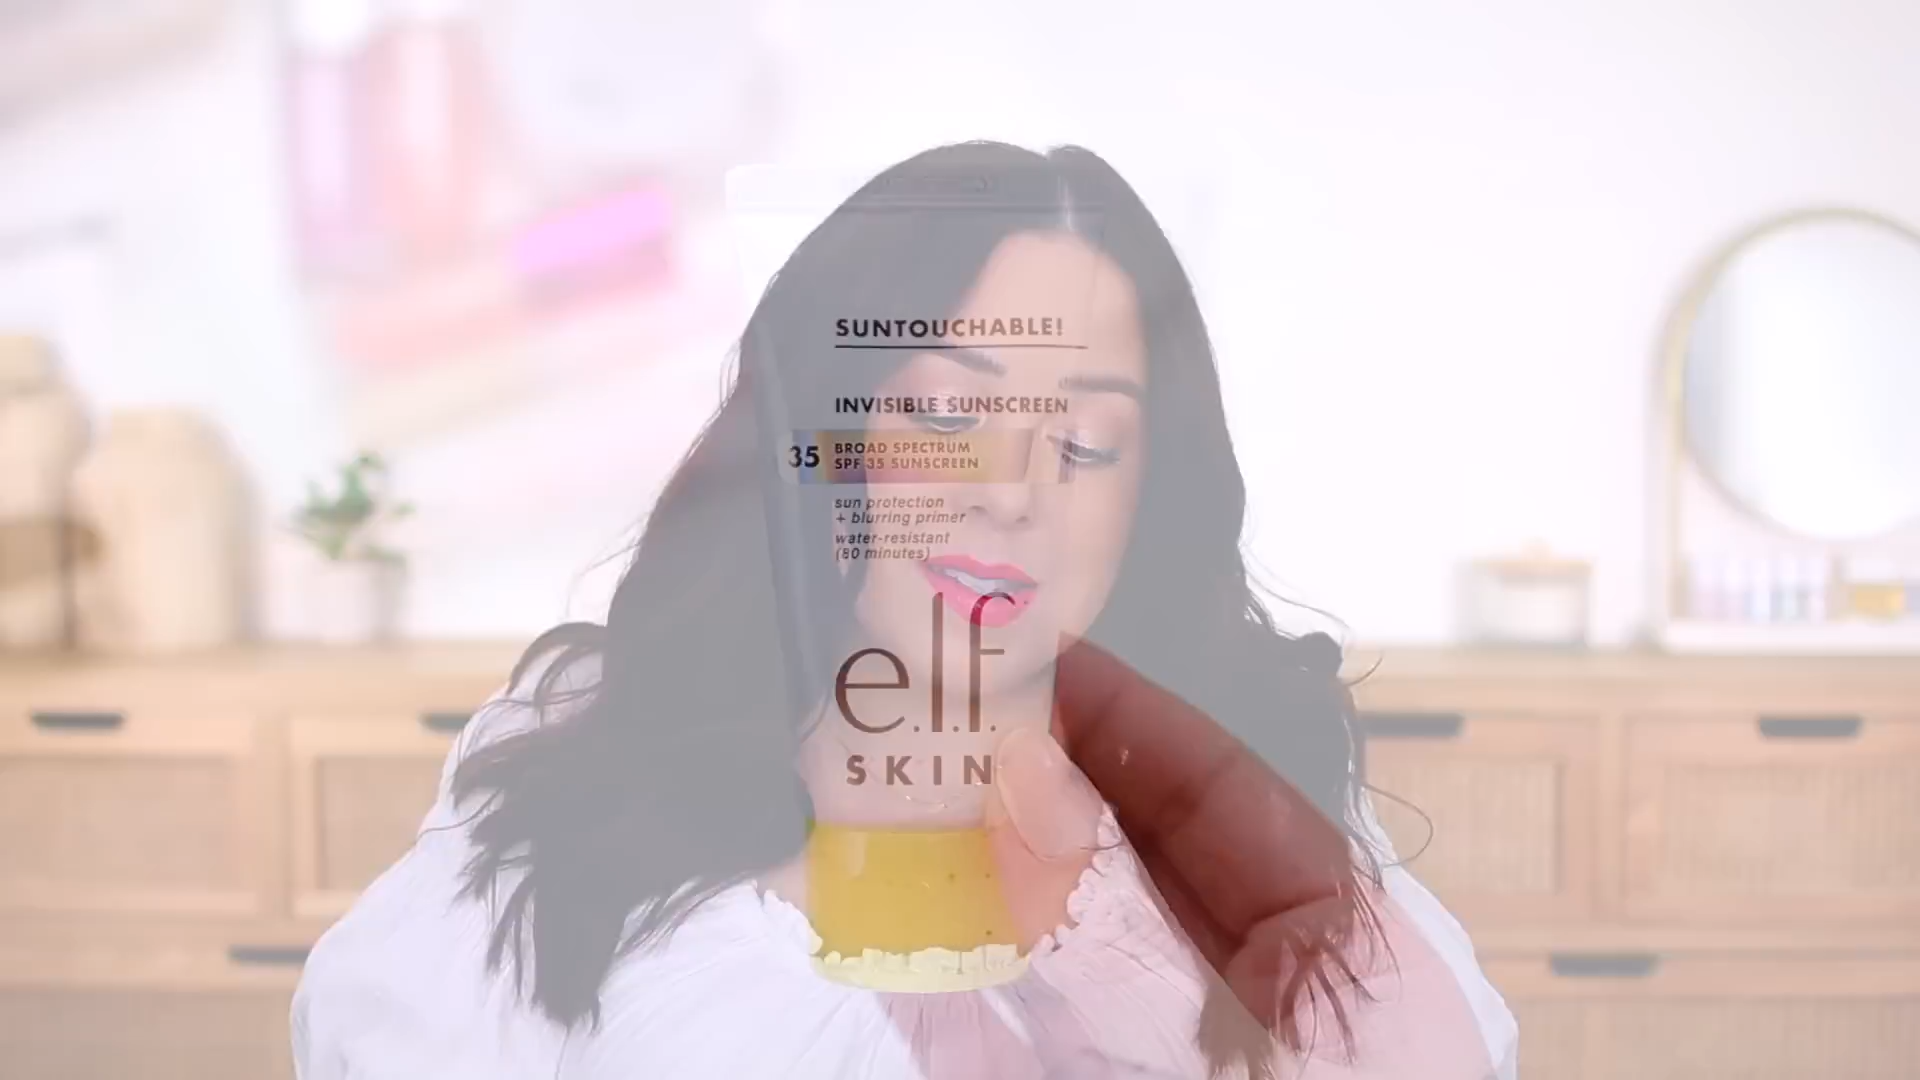 SUNTOUCHABLE!
INVISIBLE SUNSCREEN
35 BROAD SPECTRUM
SPF 35 SUNSCREEN
sun protection
+ blurring primer
water-resistant
(80 minutes)
e.l.f.
SKIN